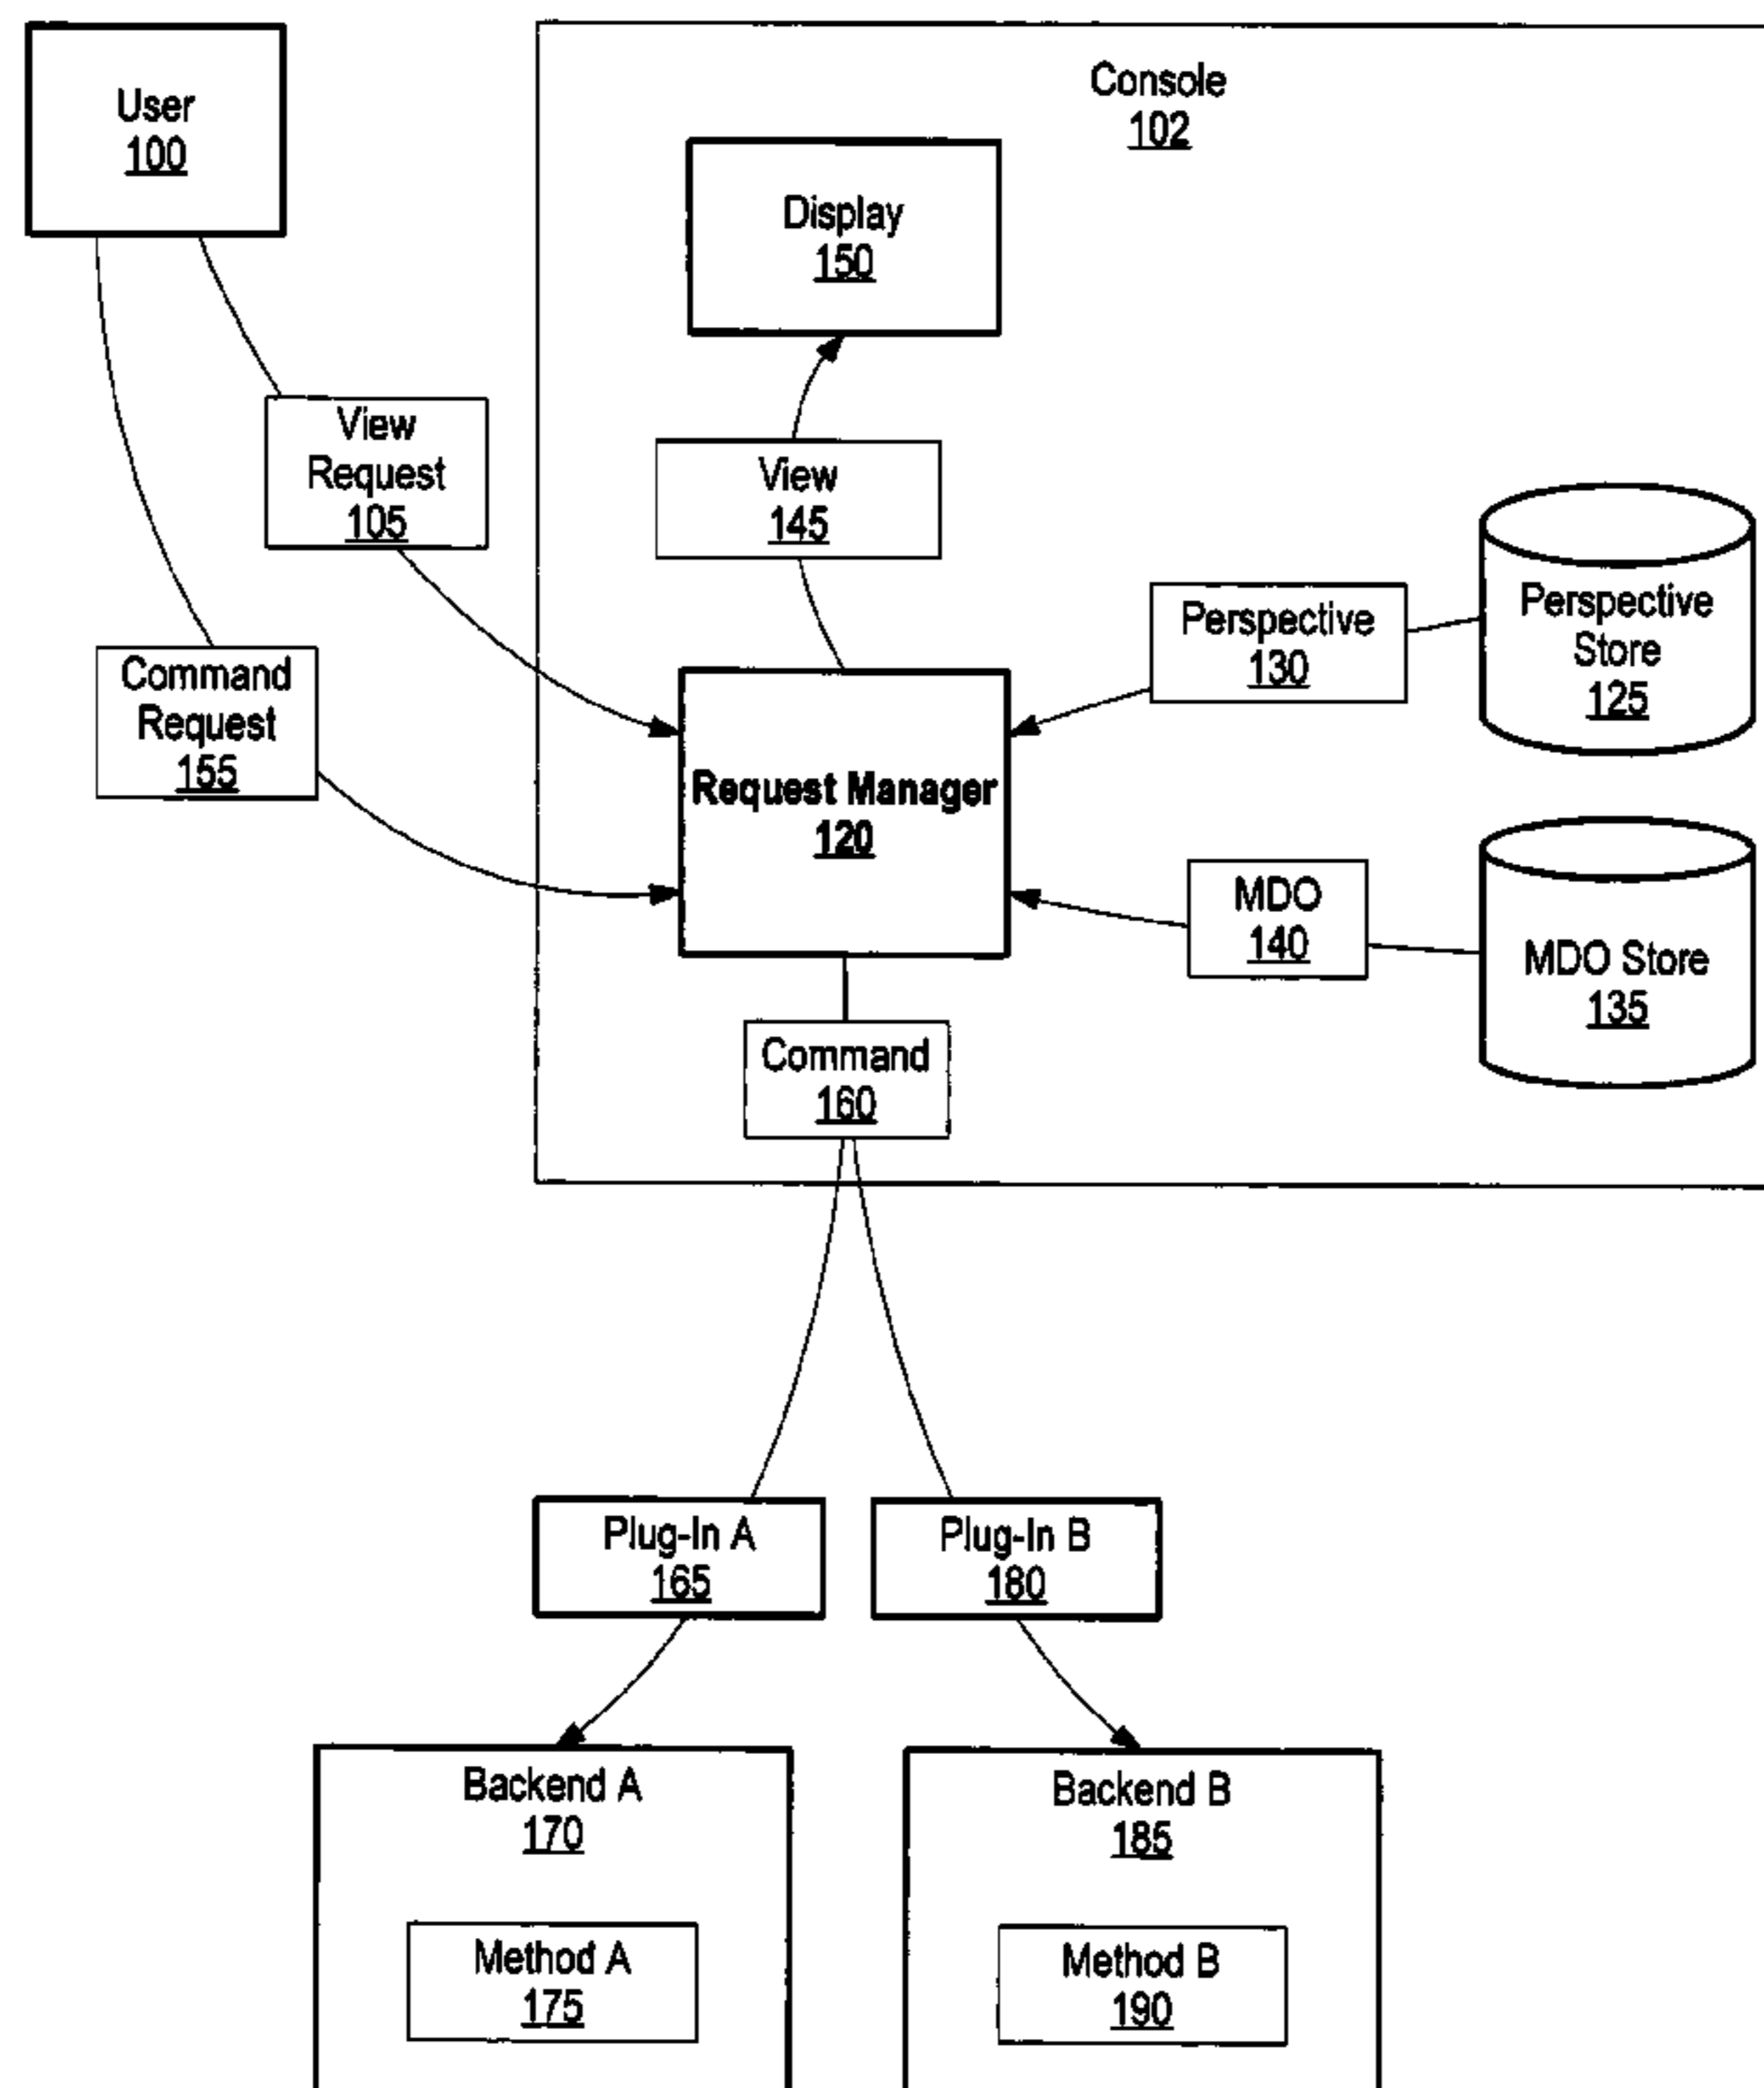 User
100
Console
102
Display
150
View
Request
105
View
145
Perspective
130
Perspective
Store
125
Command
Request
155
Request Manager
120
MDO
140
MDO Store
135
Command
160
Plug-In A
165
Plug-In B
180
Backend A
170
Backend B
185
Method A
175
Method B
190